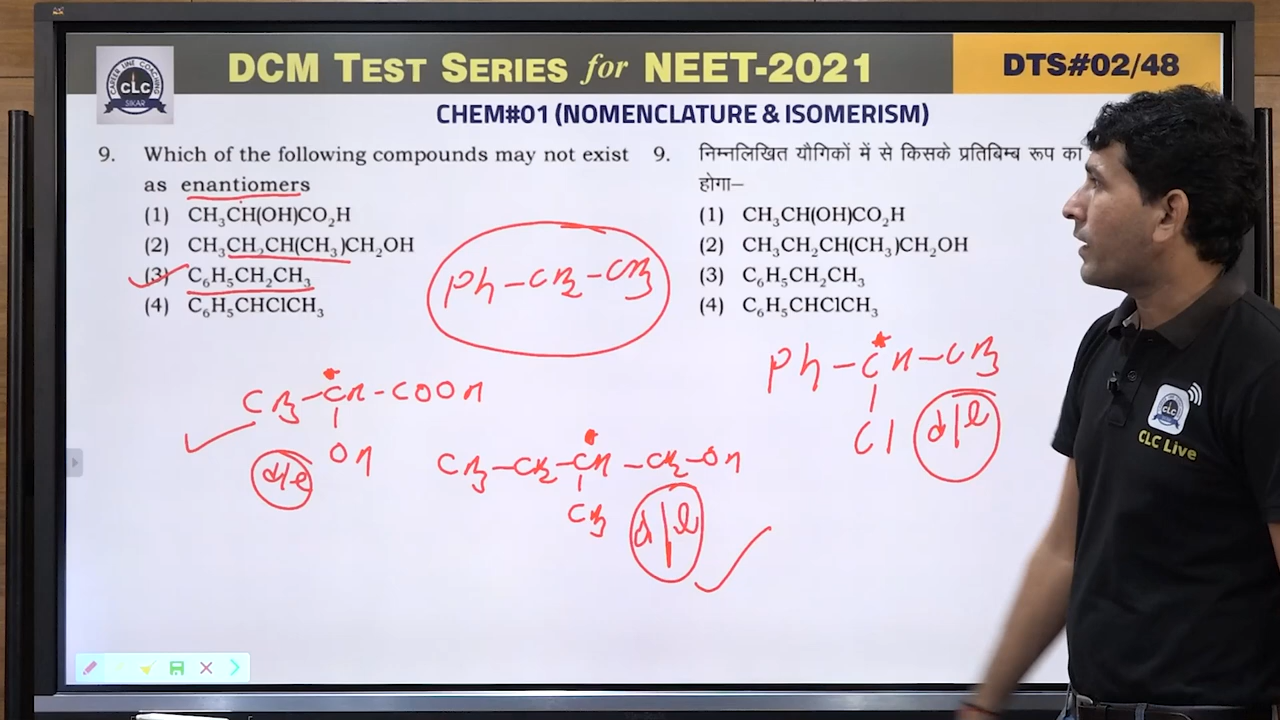 CAREER LINE COACHING
CLC
SIKAR
DCM TEST SERIES for NEET-2021
DTS#02/48
CHEM#01 (NOMENCLATURE & ISOMERISM)
9. Which of the following compounds may not exist as enantiomers
(1) CH₃CH(OH)CO₂H
(2) CH₃CH₂CH(CH₃)CH₂OH
(3) C₆H₅CH₂CH₃
(4) C₆H₅CHClCH₃
9. निम्नलिखित यौगिकों में से किसके प्रतिबिम्ब रूप का
होगा–
(1) CH₃CH(OH)CO₂H
(2) CH₃CH₂CH(CH₃)CH₂OH
(3) C₆H₅CH₂CH₃
(4) C₆H₅CHClCH₃
Ph–CH₂–CH₃
CH₃–CH–COOH
OH
d/l
CH₃–CH₂–CH–CH₂–OH
CH₃
d/l
Ph–CH–CH₃
Cl
d/l
CLC
CLC Live